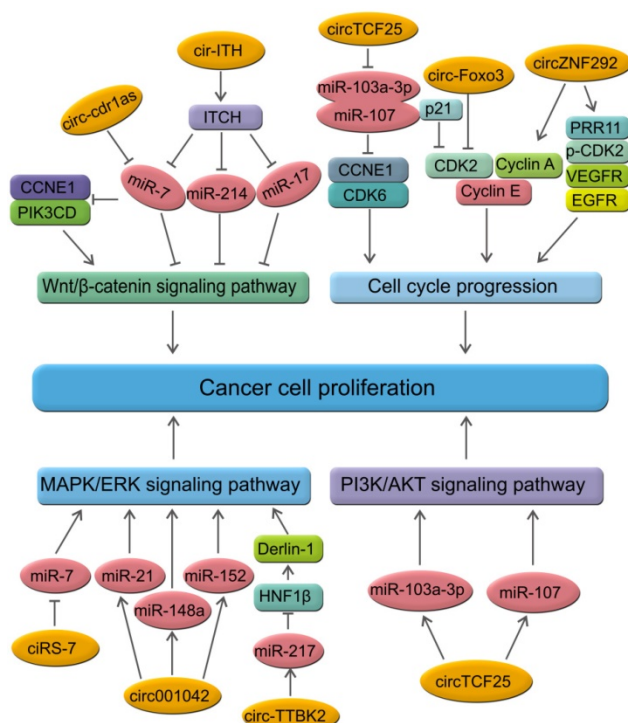 circTCF25
cir-ITH
circ-Foxo3
circZNF292
circ-cdr1as
miR-103a-3p
miR-107
p21
ITCH
PRR11
p-CDK2
VEGFR
EGFR
CCNE1
PIK3CD
miR-7
miR-214
miR-17
CCNE1
CDK6
CDK2
Cyclin A
Cyclin E
Wnt/β-catenin signaling pathway
Cell cycle progression
Cancer cell proliferation
MAPK/ERK signaling pathway
PI3K/AKT signaling pathway
Derlin-1
miR-7
miR-21
miR-152
miR-148a
HNF1β
miR-103a-3p
miR-107
ciRS-7
miR-217
circ001042
circ-TTBK2
circTCF25